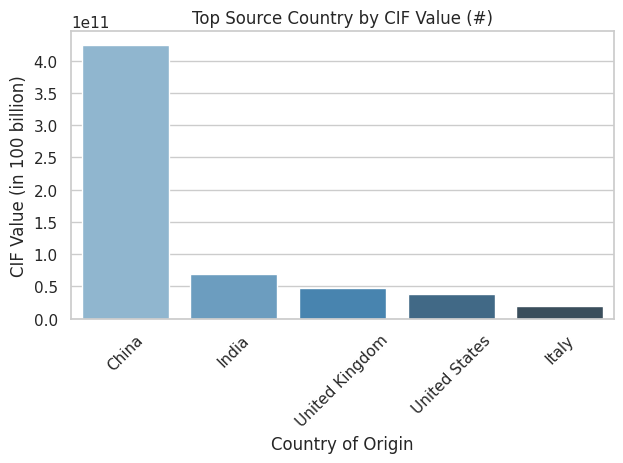 Top Source Country by CIF Value (#)
1e11
CIF Value (in 100 billion)
4.0
3.5
3.0
2.5
2.0
1.5
1.0
0.5
0.0
China
India
United Kingdom
United States
Italy
Country of Origin